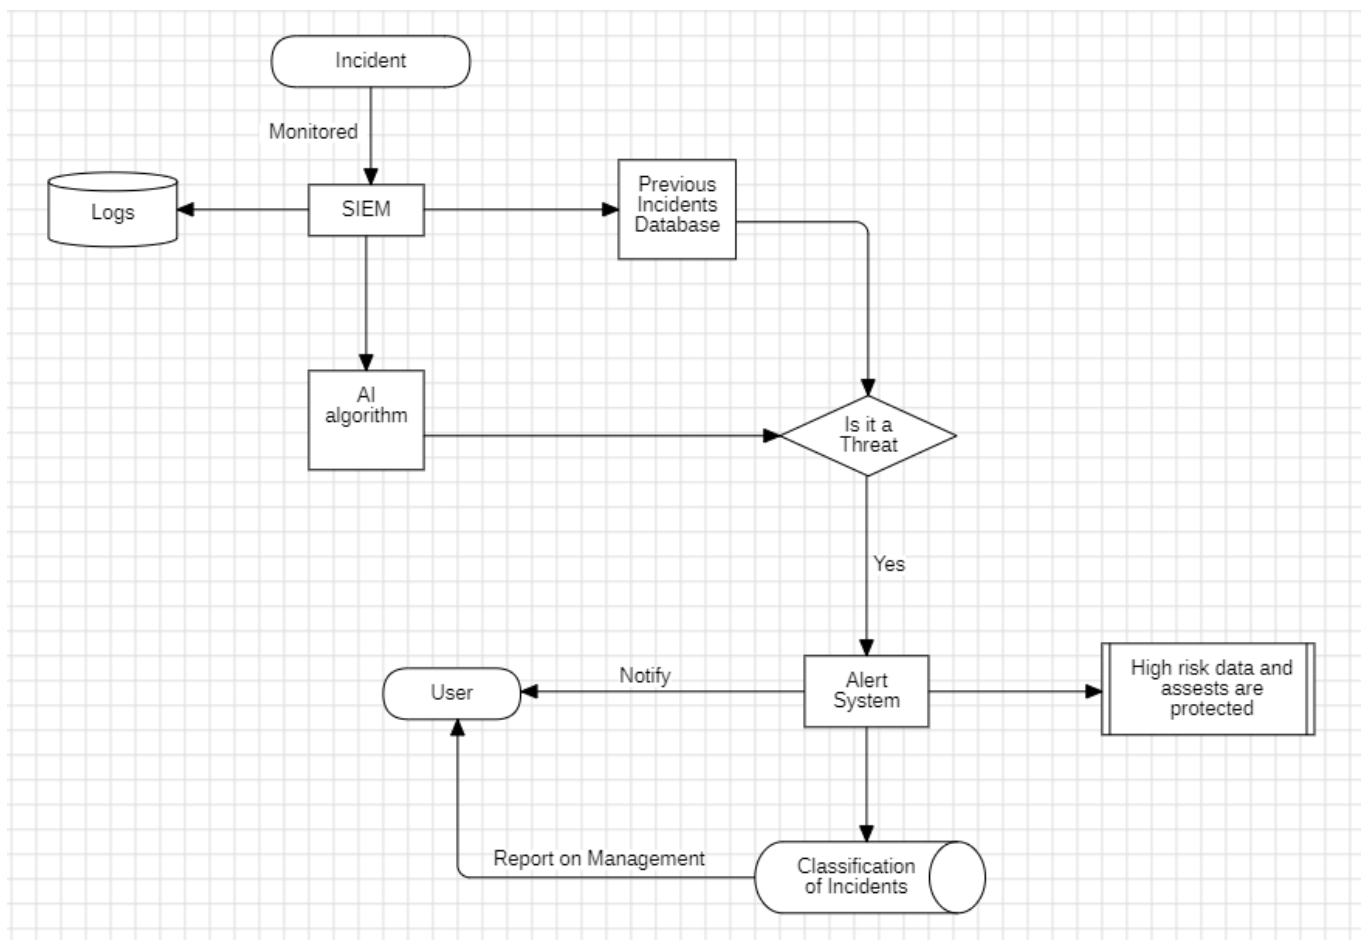 Incident
Monitored
Logs
SIEM
Previous
Incidents
Database
AI
algorithm
Is it a
Threat
Yes
User
Notify
Alert
System
High risk data and
assests are
protected
Report on Management
Classification
of Incidents